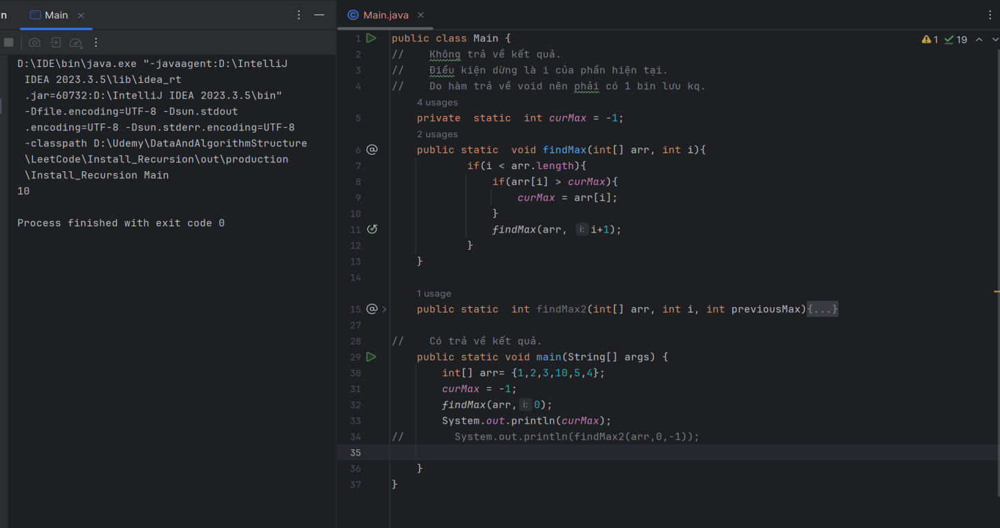 n
Main
D:\IDE\bin\java.exe "-javaagent:D:\IntelliJ
IDEA 2023.3.5\lib\idea_rt
.jar=60732:D:\IntelliJ IDEA 2023.3.5\bin"
-Dfile.encoding=UTF-8 -Dsun.stdout
.encoding=UTF-8 -Dsun.stderr.encoding=UTF-8
-classpath D:\Udemy\DataAndAlgorithmStructure
\LeetCode\Install_Recursion\out\production
\Install_Recursion Main
10
Process finished with exit code 0
Main.java
1 19
1 public class Main {
2 //    Không trả về kết quả.
3 //    Điều kiện dừng là i của phần hiện tại.
4 //    Do hàm trả về void nên phải có 1 bin lưu kq.
4 usages
5     private  static  int curMax = -1;
2 usages
6 @     public static  void findMax(int[] arr, int i){
7             if(i < arr.length){
8                 if(arr[i] > curMax){
9                     curMax = arr[i];
10                 }
11                 findMax(arr, i: i+1);
12             }
13     }
14
1 usage
15 @     public static  int findMax2(int[] arr, int i, int previousMax){...}
27
28 //    Có trả về kết quả.
29     public static void main(String[] args) {
30         int[] arr= {1,2,3,10,5,4};
31         curMax = -1;
32         findMax(arr, i: 0);
33         System.out.println(curMax);
34 //        System.out.println(findMax2(arr,0,-1));
35
36     }
37 }